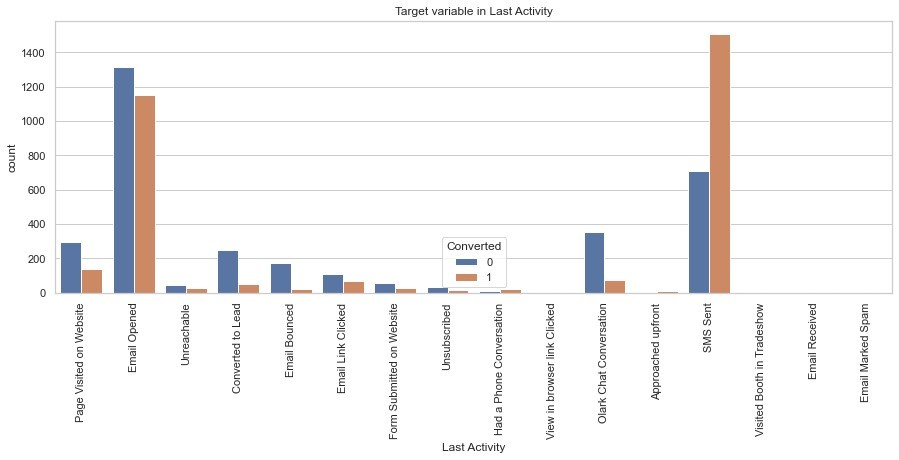 Target variable in Last Activity
count
1400
1200
1000
800
600
400
200
0
Converted
0
1
Page Visited on Website
Email Opened
Unreachable
Converted to Lead
Email Bounced
Email Link Clicked
Form Submitted on Website
Unsubscribed
Had a Phone Conversation
View in browser link Clicked
Olark Chat Conversation
Approached upfront
SMS Sent
Visited Booth in Tradeshow
Email Received
Email Marked Spam
Last Activity